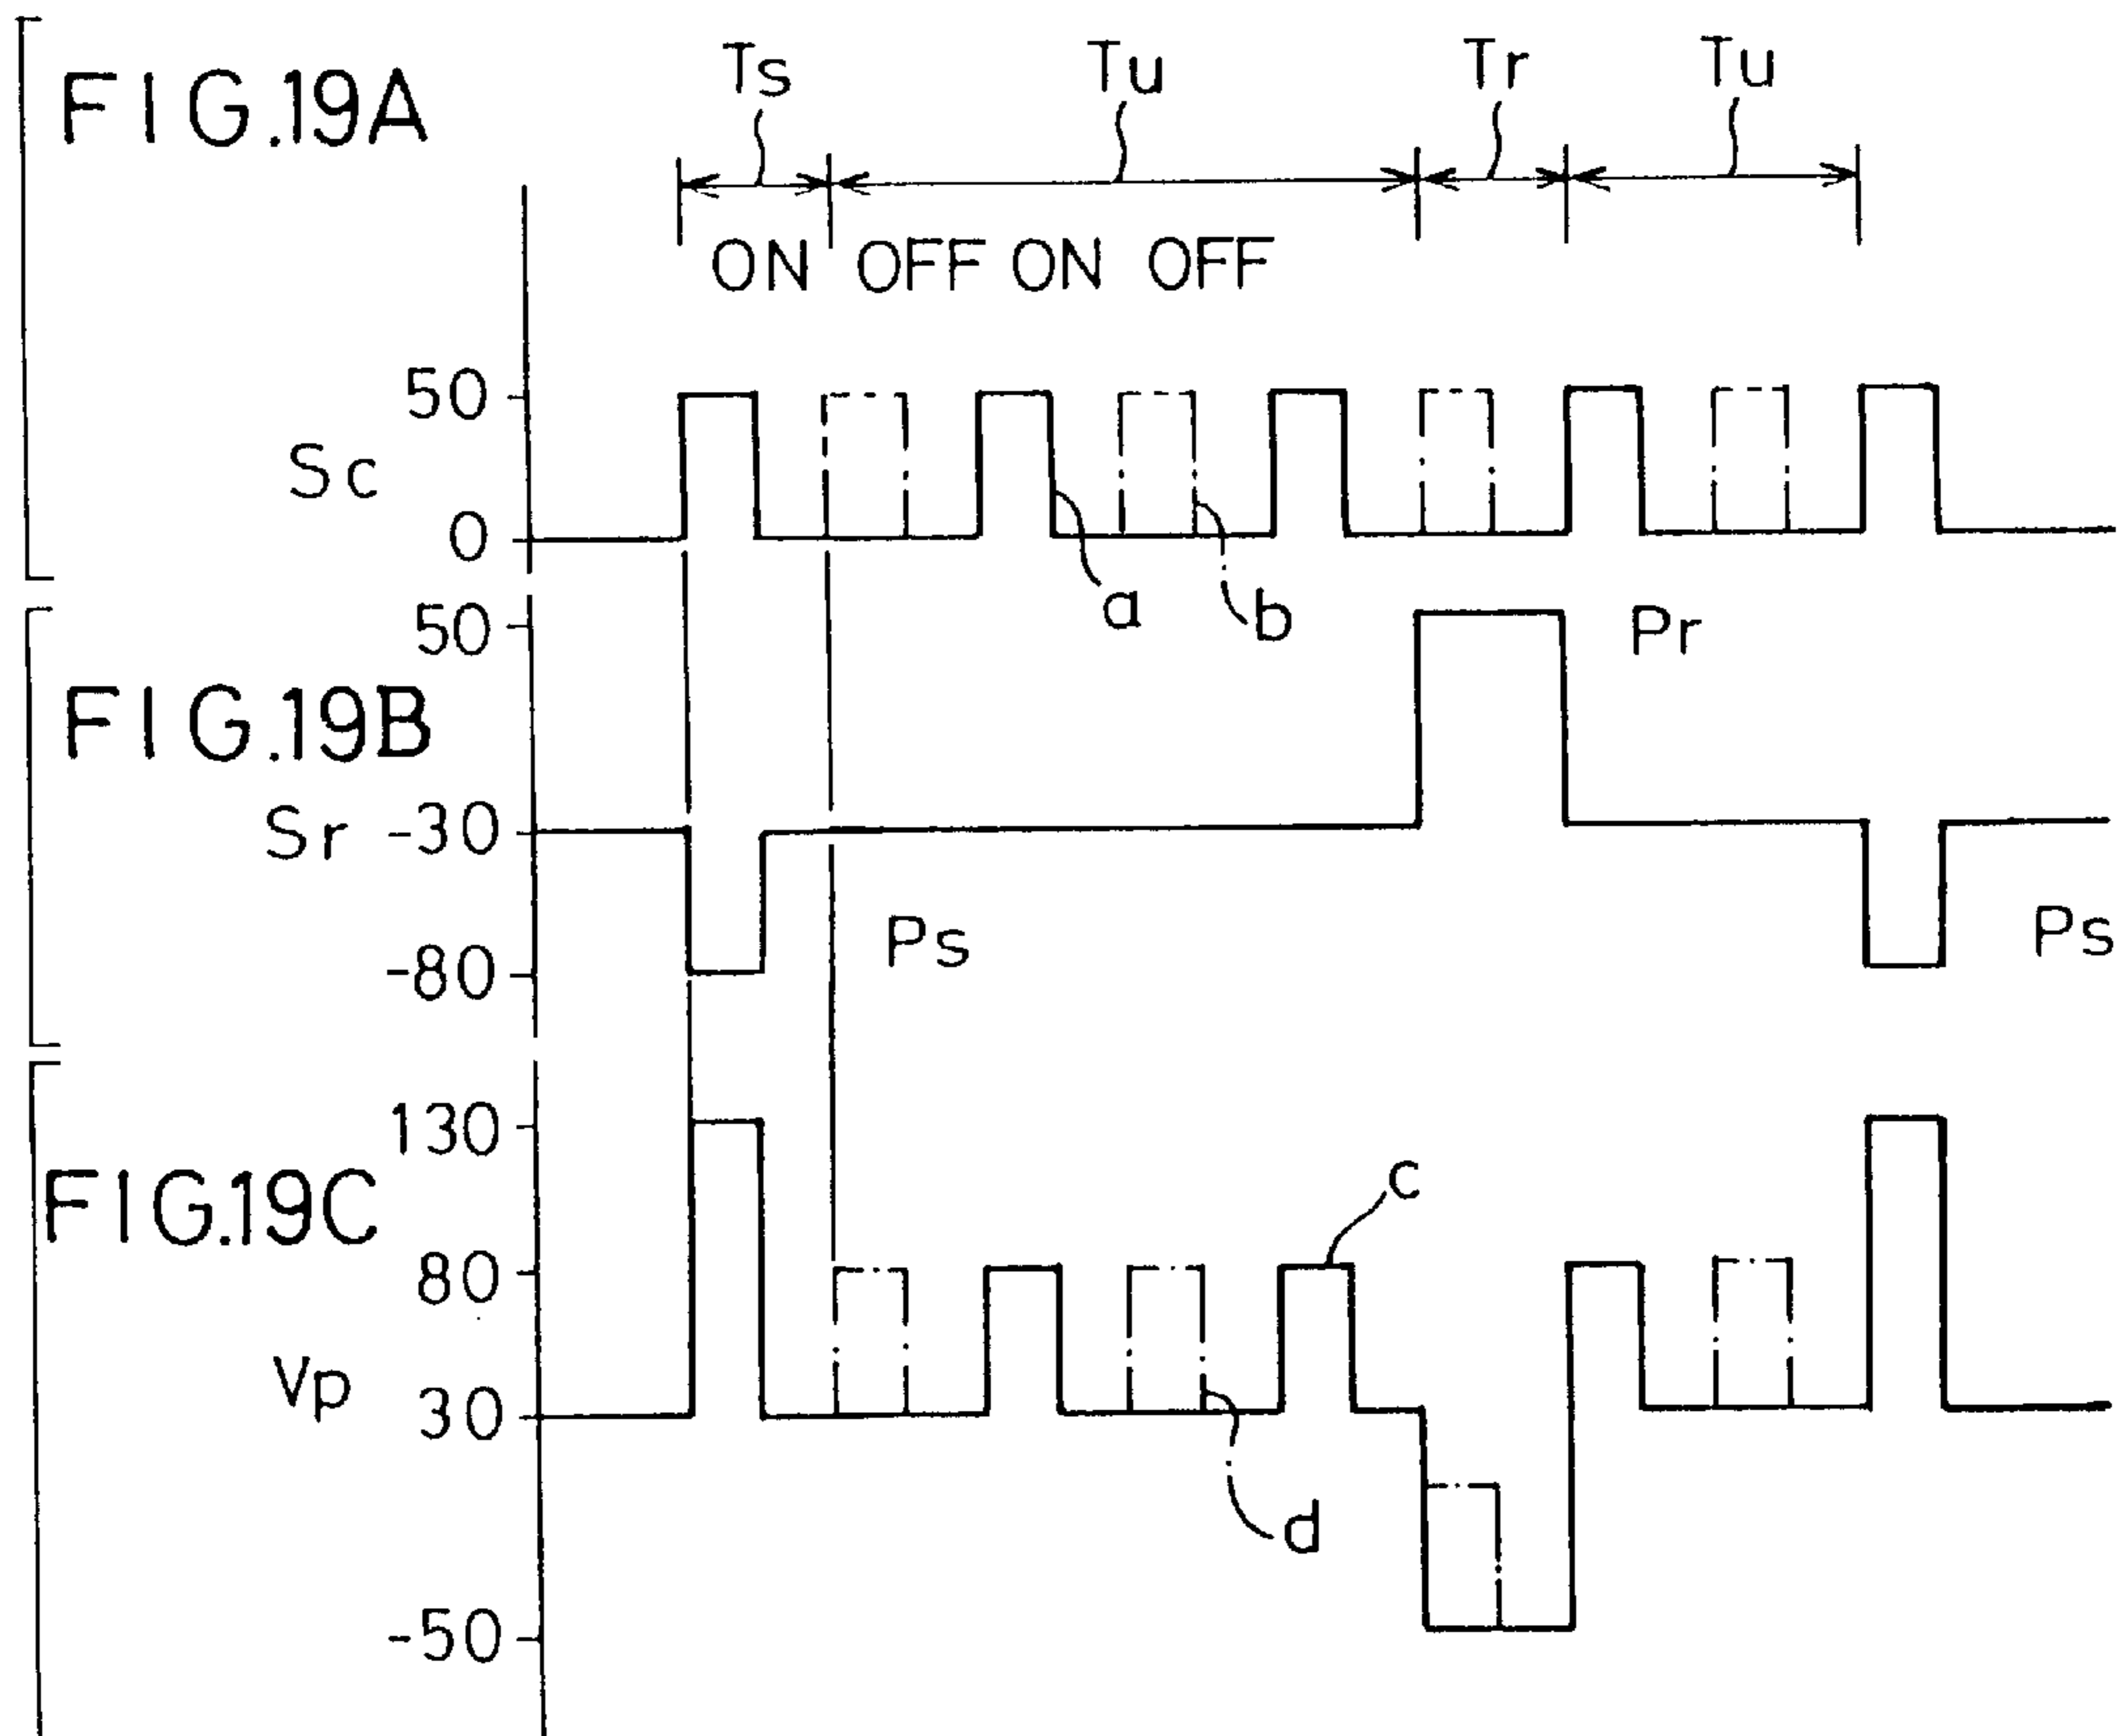 FIG.19A
Ts Tu Tr Tu
ON OFF ON OFF
50
Sc
0
a b
FIG.19B
50
Pr
Sr -30
Ps Ps
-80
FIG.19C
130
c
80
Vp
30
d
-50